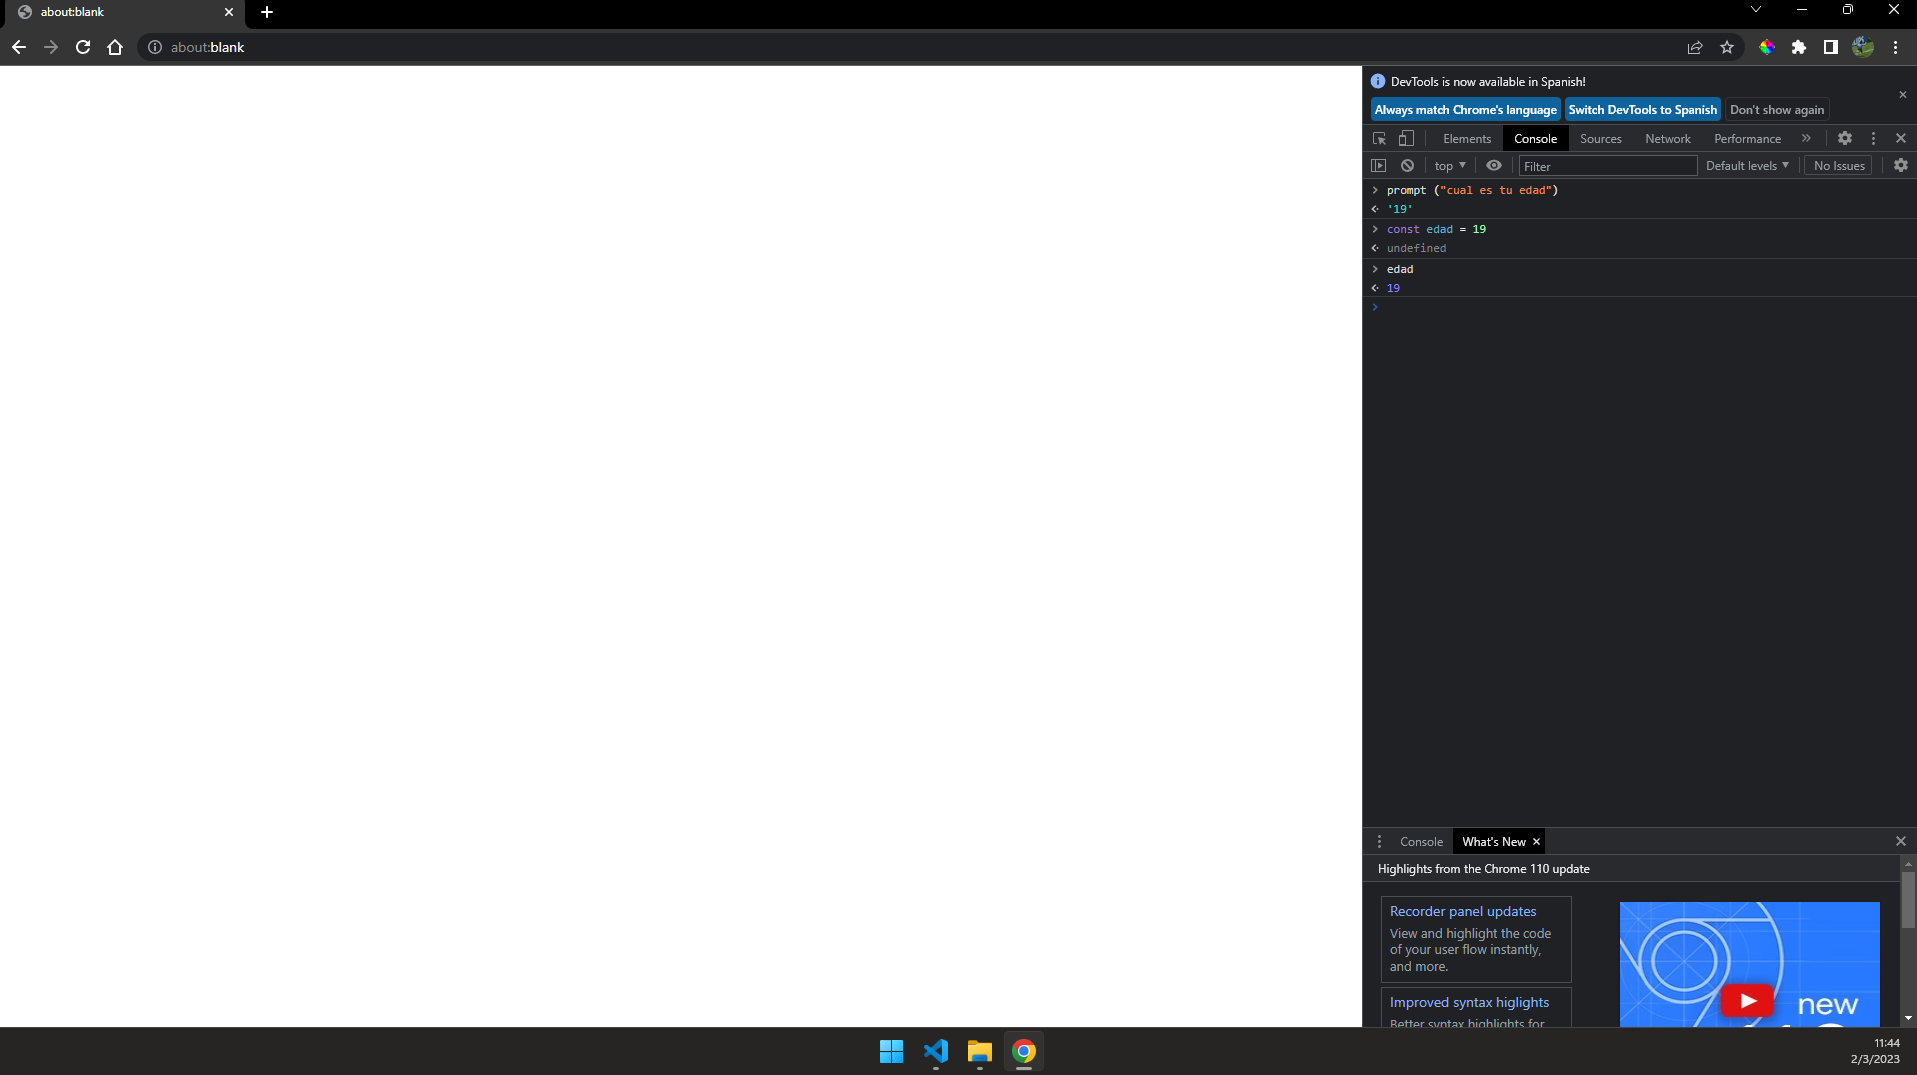 about:blank
about:blank
DevTools is now available in Spanish!
Always match Chrome's language Switch DevTools to Spanish Don't show again
Elements Console Sources Network Performance
top Filter Default levels No Issues
prompt ("cual es tu edad")
'19'
const edad = 19
undefined
edad
19
Console What's New
Highlights from the Chrome 110 update
Recorder panel updates
View and highlight the code
of your user flow instantly,
and more.
Improved syntax higlights
Better syntax highlights for
new
11:44
2/3/2023